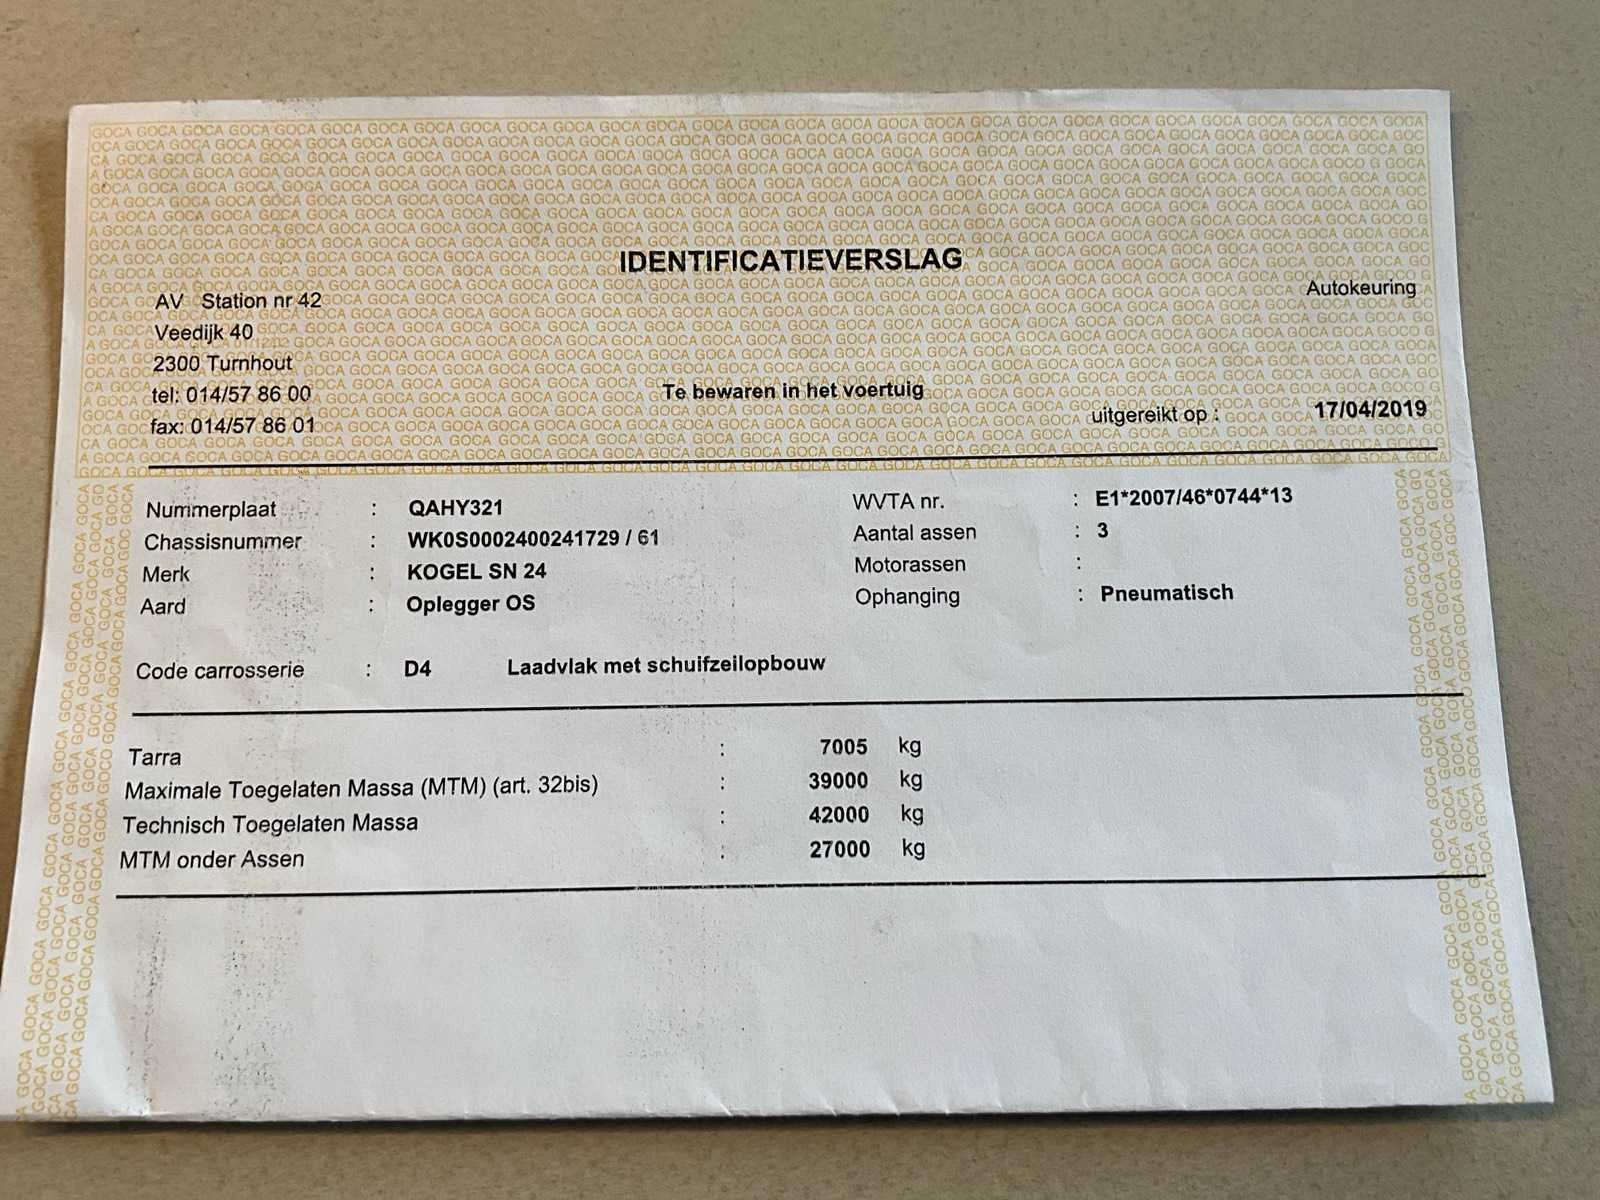 IDENTIFICATIEVERSLAG
AV Station nr 42
Autokeuring
Veedijk 40
2300 Turnhout
tel: 014/57 86 00
Te bewaren in het voertuig
fax: 014/57 86 01
uitgereikt op : 17/04/2019
Nummerplaat : QAHY321
WVTA nr. : E1*2007/46*0744*13
Chassisnummer : WK0S0002400241729 / 61
Aantal assen : 3
Merk : KOGEL SN 24
Motorassen :
Aard : Oplegger OS
Ophanging : Pneumatisch
Code carrosserie : D4 Laadvlak met schuifzeilopbouw
Tarra : 7005 kg
Maximale Toegelaten Massa (MTM) (art. 32bis) : 39000 kg
Technisch Toegelaten Massa : 42000 kg
MTM onder Assen : 27000 kg